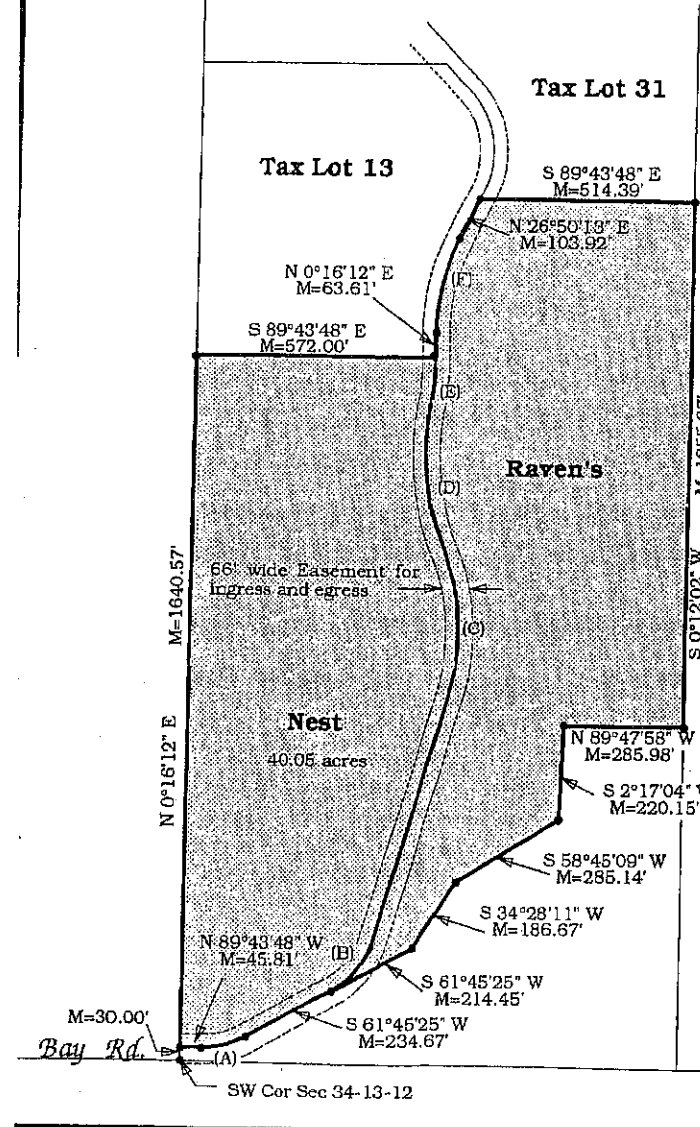 Tax Lot 31
Tax Lot 13
S 89°43'48" E
M=514.39'
N 26°50'13" E
M=103.92'
N 0°16'12" E
M=63.61'
(F)
S 89°43'48" E
M=572.00'
(E)
Raven's
(D)
M=1640.57'
66' wide Easement for
ingress and egress
(C)
S 0°12'02" W
Nest
40.05 acres
N 0°16'12" E
N 89°47'58" W
M=285.98'
S 2°17'04" W
M=220.15'
S 58°45'09" W
M=285.14'
S 34°28'11" W
M=186.67'
N 89°43'48" W
M=45.81'
(B)
S 61°45'25" W
M=214.45'
M=30.00'
S 61°45'25" W
M=234.67'
Bay Rd.
(A)
SW Cor Sec 34-13-12